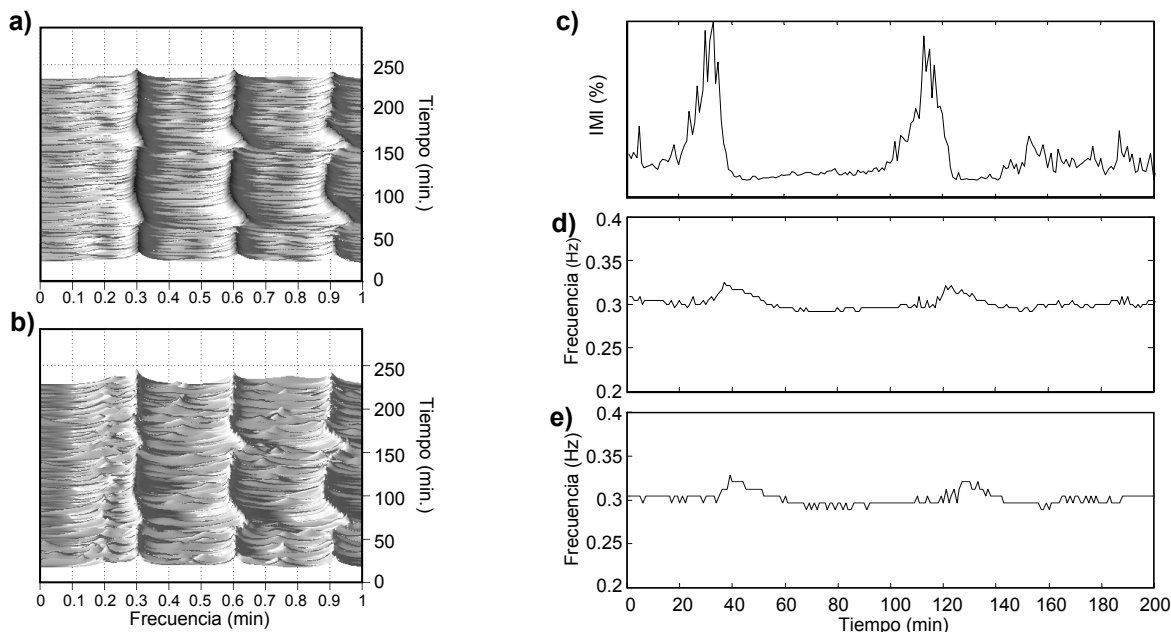 a)
250
200
150
100
50
0
Tiempo (min.)
0 0.1 0.2 0.3 0.4 0.5 0.6 0.7 0.8 0.9 1
b)
250
200
150
100
50
0
Tiempo (min.)
0 0.1 0.2 0.3 0.4 0.5 0.6 0.7 0.8 0.9 1
Frecuencia (min)
c)
IMI (%)
d)
Frecuencia (Hz)
0.4
0.35
0.3
0.25
0.2
e)
Frecuencia (Hz)
0.4
0.35
0.3
0.25
0.2
0 20 40 60 80 100 120 140 160 180 200
Tiempo (min)